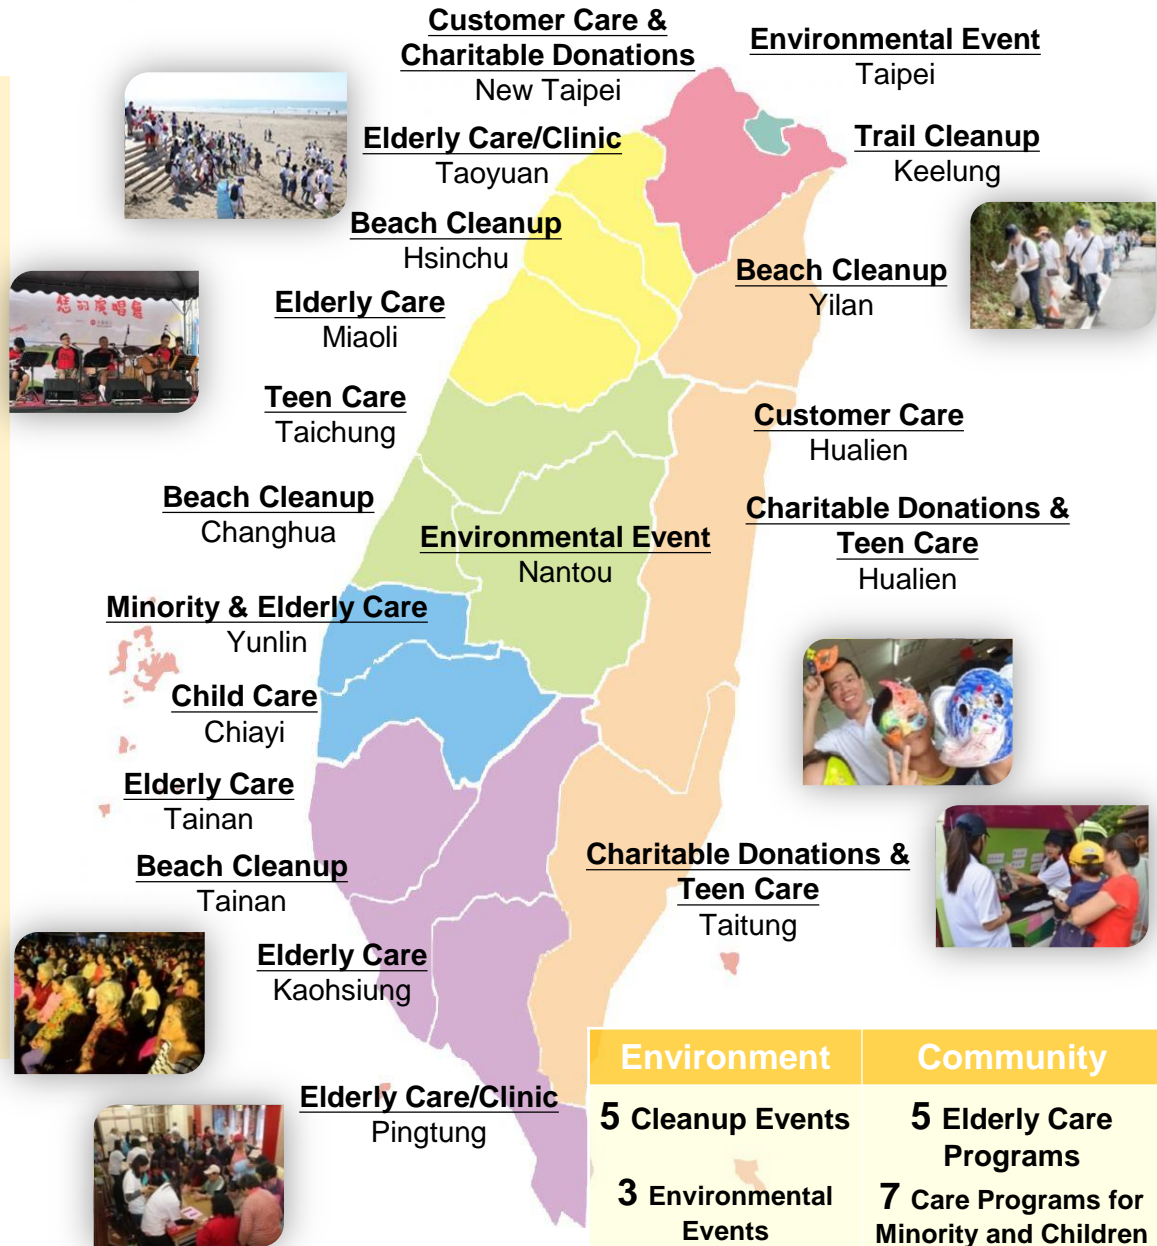 Customer Care &
Charitable Donations
New Taipei
Environmental Event
Taipei
Elderly Care/Clinic
Taoyuan
Trail Cleanup
Keelung
Beach Cleanup
Hsinchu
Beach Cleanup
Yilan
Elderly Care
Miaoli
Teen Care
Taichung
Customer Care
Hualien
Beach Cleanup
Changhua
Environmental Event
Nantou
Charitable Donations &
Teen Care
Hualien
Minority & Elderly Care
Yunlin
Child Care
Chiayi
Elderly Care
Tainan
Beach Cleanup
Tainan
Charitable Donations &
Teen Care
Taitung
Elderly Care
Kaohsiung
Elderly Care/Clinic
Pingtung
Environment
Community
5 Cleanup Events
5 Elderly Care
Programs
3 Environmental
Events
7 Care Programs for
Minority and Children